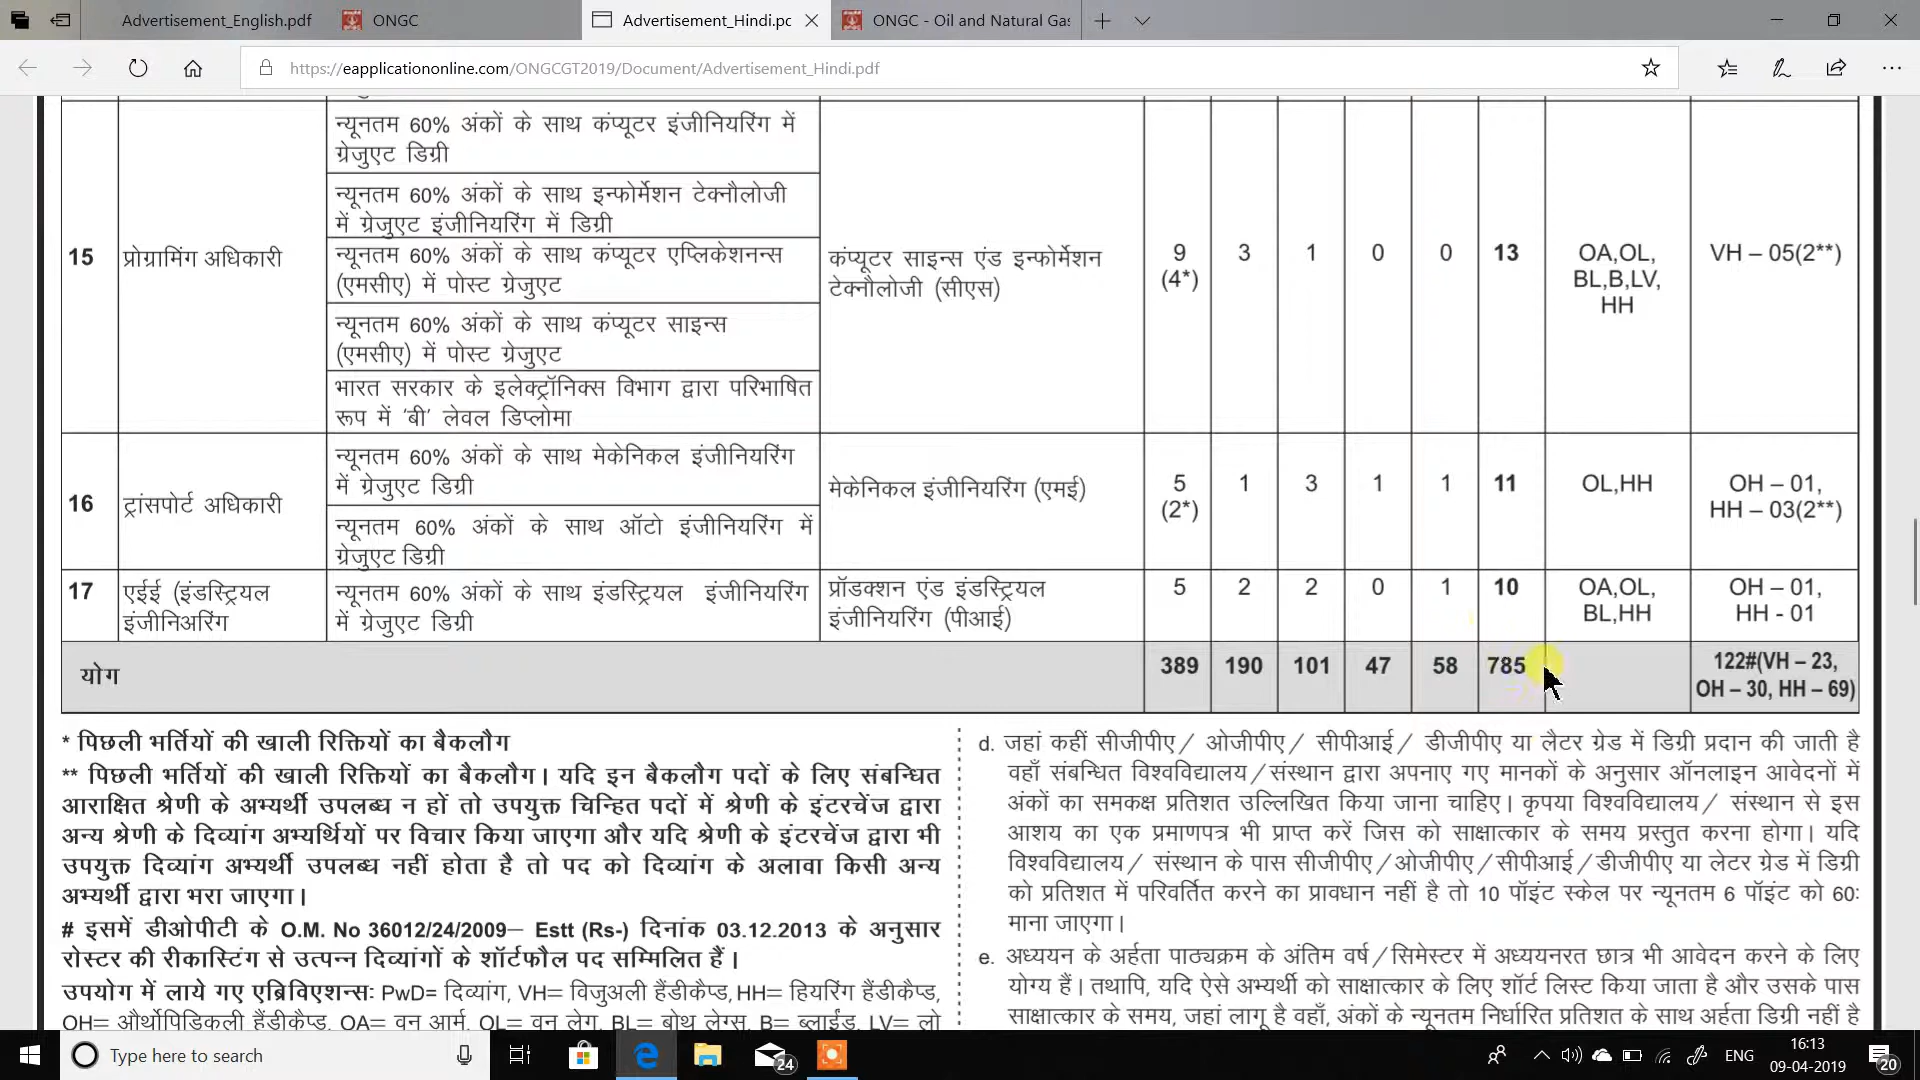 Advertisement_English.pdf
ONGC
Advertisement_Hindi.pc
ONGC - Oil and Natural Gas
https://eapplicationonline.com/ONGCGT2019/Document/Advertisement_Hindi.pdf
15
प्रोग्रामिंग अधिकारी
न्यूनतम 60% अंकों के साथ कंप्यूटर इंजीनियरिंग में
ग्रेजुएट डिग्री
न्यूनतम 60% अंकों के साथ इन्फोर्मेशन टेक्नौलोजी
में ग्रेजुएट इंजीनियरिंग में डिग्री
न्यूनतम 60% अंकों के साथ कंप्यूटर एप्लिकेशनन्स
(एमसीए) में पोस्ट ग्रेजुएट
न्यूनतम 60% अंकों के साथ कंप्यूटर साइन्स
(एमसीए) में पोस्ट ग्रेजुएट
भारत सरकार के इलेक्ट्रॉनिक्स विभाग द्वारा परिभाषित
रूप में 'बी' लेवल डिप्लोमा
कंप्यूटर साइन्स एंड इन्फोर्मेशन
टेक्नौलोजी (सीएस)
9 3 1 0 0 13
(4*)
OA,OL,
BL,B,LV,
HH
VH – 05(2**)
16
ट्रांसपोर्ट अधिकारी
न्यूनतम 60% अंकों के साथ मेकेनिकल इंजीनियरिंग
में ग्रेजुएट डिग्री
न्यूनतम 60% अंकों के साथ ऑटो इंजीनियरिंग में
ग्रेजुएट डिग्री
मेकेनिकल इंजीनियरिंग (एमई)
5 1 3 1 1 11
(2*)
OL,HH
OH – 01,
HH – 03(2**)
17
एईई (इंडस्ट्रियल
इंजीनिअरिंग
न्यूनतम 60% अंकों के साथ इंडस्ट्रियल इंजीनियरिंग
में ग्रेजुएट डिग्री
प्रॉडक्शन एंड इंडस्ट्रियल
इंजीनियरिंग (पीआई)
5 2 2 0 1 10
OA,OL,
BL,HH
OH – 01,
HH - 01
योग
389 190 101 47 58 785
122#(VH – 23,
OH – 30, HH – 69)
* पिछली भर्तियों की खाली रिक्तियों का बैकलौग
** पिछली भर्तियों की खाली रिक्तियों का बैकलौग। यदि इन बैकलौग पदों के लिए संबन्धित
आराक्षित श्रेणी के अभ्यर्थी उपलब्ध न हों तो उपयुक्त चिन्हित पदों में श्रेणी के इंटरचेंज द्वारा
अन्य श्रेणी के दिव्यांग अभ्यर्थियों पर विचार किया जाएगा और यदि श्रेणी के इंटरचेंज द्वारा भी
उपयुक्त दिव्यांग अभ्यर्थी उपलब्ध नहीं होता है तो पद को दिव्यांग के अलावा किसी अन्य
अभ्यर्थी द्वारा भरा जाएगा।
# इसमें डीओपीटी के O.M. No 36012/24/2009– Estt (Rs-) दिनांक 03.12.2013 के अनुसार
रोस्टर की रीकास्टिंग से उत्पन्न दिव्यांगों के शॉर्टफौल पद सम्मिलित हैं।
उपयोग में लाये गए एब्रिविएशन्सः PwD= दिव्यांग, VH= विजुअली हैंडीकैप्ड, HH= हियरिंग हैंडीकैप्ड,
OH= और्थोपिडिकली हैंडीकैप्ड, OA= वन आर्म, OL= वन लेग, BL= बोथ लेग्स, B= ब्लाईंड, LV= लो
d. जहां कहीं सीजीपीए/ ओजीपीए/ सीपीआई/ डीजीपीए या लैटर ग्रेड में डिग्री प्रदान की जाती है
वहाँ संबन्धित विश्वविद्यालय/संस्थान द्वारा अपनाए गए मानकों के अनुसार ऑनलाइन आवेदनों में
अंकों का समकक्ष प्रतिशत उल्लिखित किया जाना चाहिए। कृपया विश्वविद्यालय/ संस्थान से इस
आशय का एक प्रमाणपत्र भी प्राप्त करें जिस को साक्षात्कार के समय प्रस्तुत करना होगा। यदि
विश्वविद्यालय/ संस्थान के पास सीजीपीए/ओजीपीए/सीपीआई/डीजीपीए या लेटर ग्रेड में डिग्री
को प्रतिशत में परिवर्तित करने का प्रावधान नहीं है तो 10 पॉइंट स्केल पर न्यूनतम 6 पॉइंट को 60ः
माना जाएगा।
e. अध्ययन के अर्हता पाठ्यक्रम के अंतिम वर्ष/सिमेस्टर में अध्ययनरत छात्र भी आवेदन करने के लिए
योग्य हैं। तथापि, यदि ऐसे अभ्यर्थी को साक्षात्कार के लिए शॉर्ट लिस्ट किया जाता है और उसके पास
साक्षात्कार के समय, जहां लागू है वहाँ, अंकों के न्यूनतम निर्धारित प्रतिशत के साथ अर्हता डिग्री नहीं है
Type here to search
24
ENG
16:13
09-04-2019
20